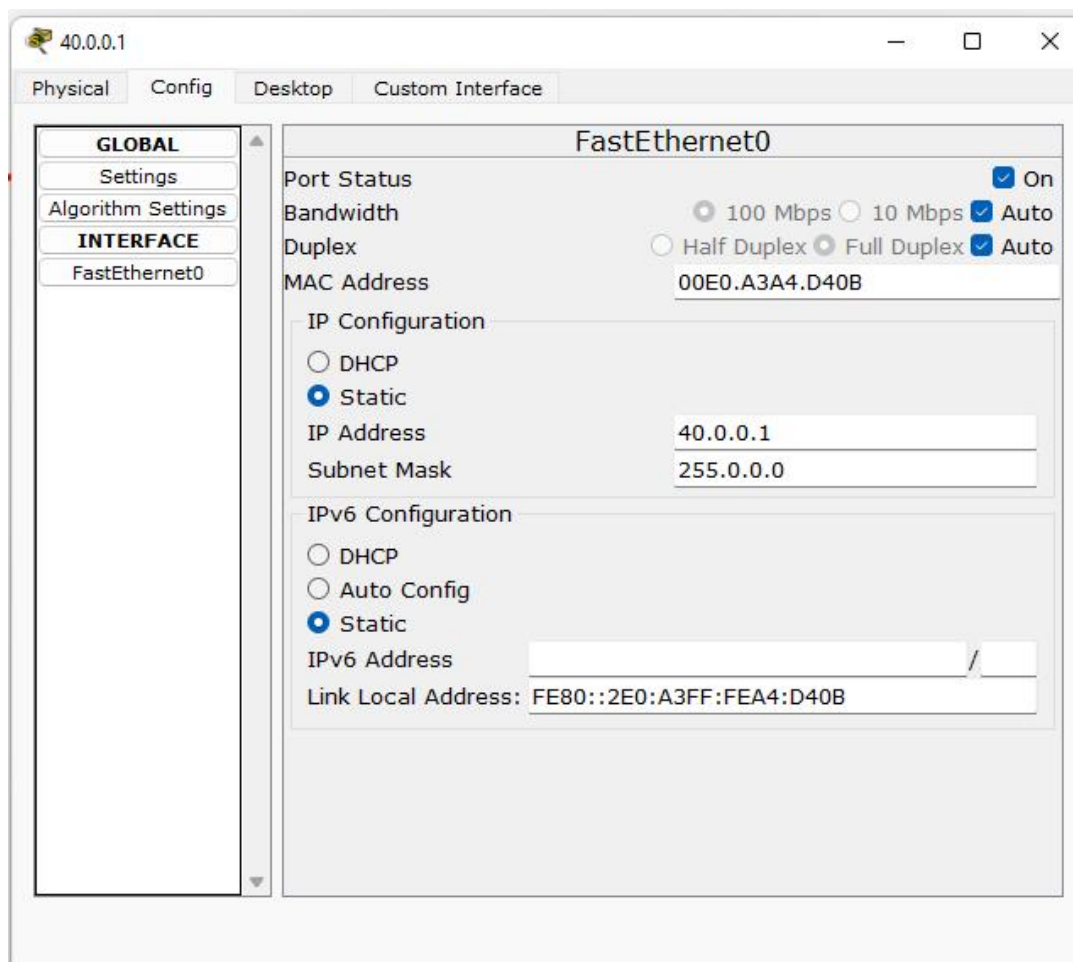 40.0.0.1
Physical Config Desktop Custom Interface
GLOBAL
Settings
Algorithm Settings
INTERFACE
FastEthernet0
FastEthernet0
Port Status On
Bandwidth 100 Mbps 10 Mbps Auto
Duplex Half Duplex Full Duplex Auto
MAC Address 00E0.A3A4.D40B
IP Configuration
DHCP
Static
IP Address 40.0.0.1
Subnet Mask 255.0.0.0
IPv6 Configuration
DHCP
Auto Config
Static
IPv6 Address /
Link Local Address: FE80::2E0:A3FF:FEA4:D40B